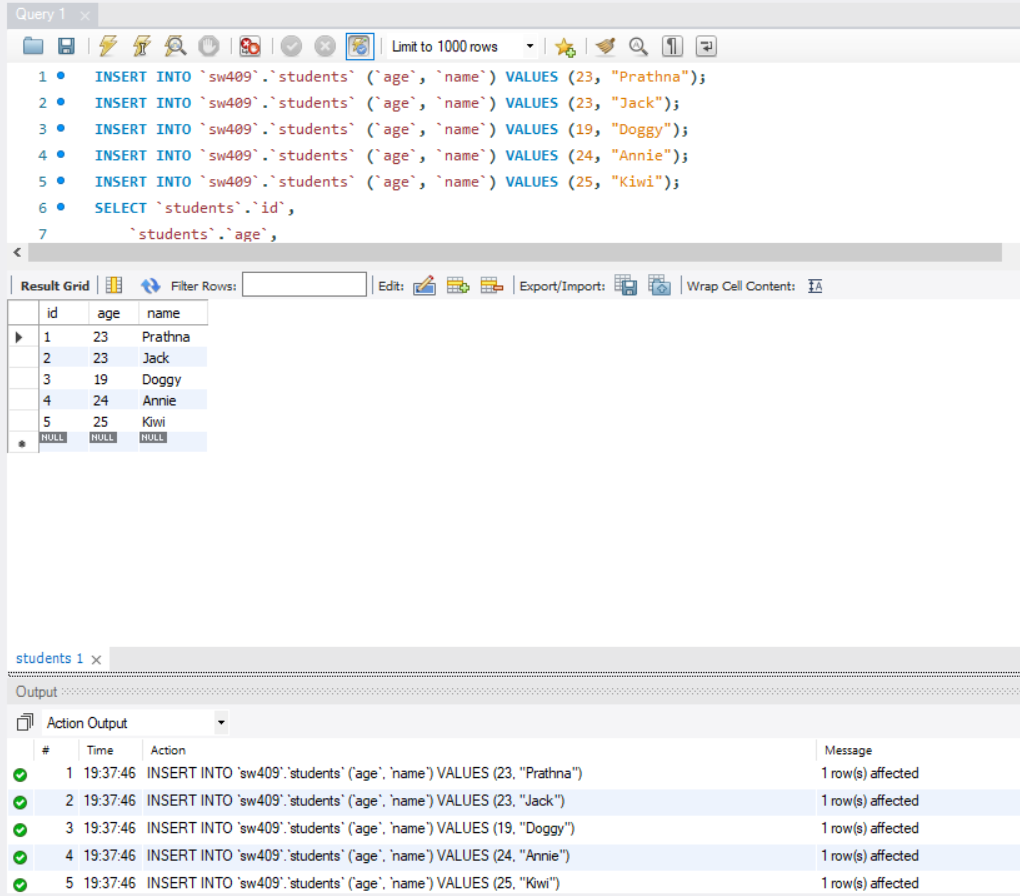 Query 1
Limit to 1000 rows
1 INSERT INTO `sw409`.`students` (`age`, `name`) VALUES (23, "Prathna");
2 INSERT INTO `sw409`.`students` (`age`, `name`) VALUES (23, "Jack");
3 INSERT INTO `sw409`.`students` (`age`, `name`) VALUES (19, "Doggy");
4 INSERT INTO `sw409`.`students` (`age`, `name`) VALUES (24, "Annie");
5 INSERT INTO `sw409`.`students` (`age`, `name`) VALUES (25, "Kiwi");
6 SELECT `students`.`id`,
7 `students`.`age`,
Result Grid Filter Rows: Edit: Export/Import: Wrap Cell Content: IA
id age name
1 23 Prathna
2 23 Jack
3 19 Doggy
4 24 Annie
5 25 Kiwi
NULL NULL NULL
students 1
Output
Action Output
# Time Action Message
1 19:37:46 INSERT INTO `sw409`.`students` (`age`, `name`) VALUES (23, "Prathna") 1 row(s) affected
2 19:37:46 INSERT INTO `sw409`.`students` (`age`, `name`) VALUES (23, "Jack") 1 row(s) affected
3 19:37:46 INSERT INTO `sw409`.`students` (`age`, `name`) VALUES (19, "Doggy") 1 row(s) affected
4 19:37:46 INSERT INTO `sw409`.`students` (`age`, `name`) VALUES (24, "Annie") 1 row(s) affected
5 19:37:46 INSERT INTO `sw409`.`students` (`age`, `name`) VALUES (25, "Kiwi") 1 row(s) affected